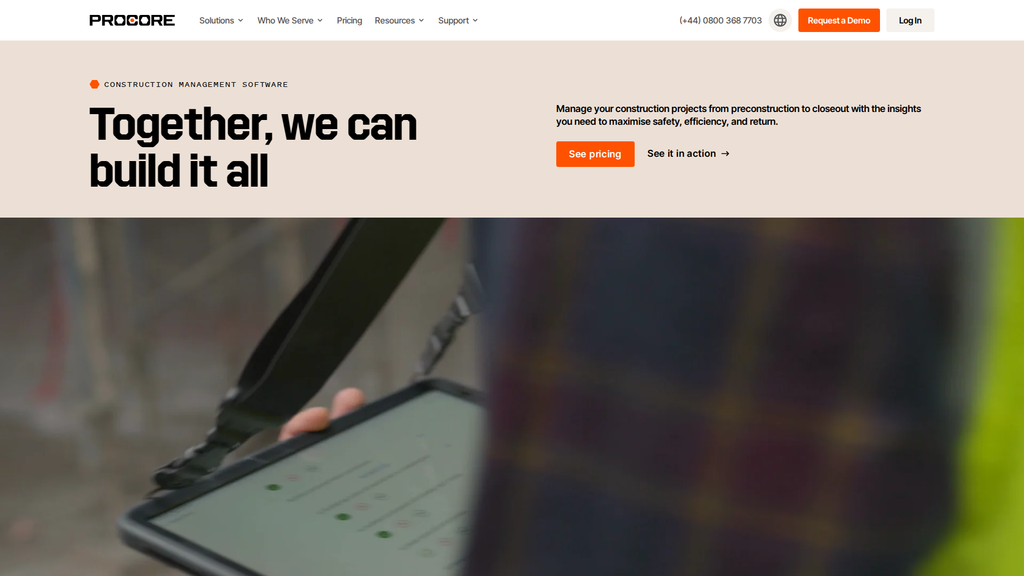 PROCORE
Solutions
Who We Serve
Pricing
Resources
Support
(+44) 0800 368 7703
Request a Demo
Log In
CONSTRUCTION MANAGEMENT SOFTWARE
Together, we can
build it all
Manage your construction projects from preconstruction to closeout with the insights
you need to maximise safety, efficiency, and return.
See pricing
See it in action →